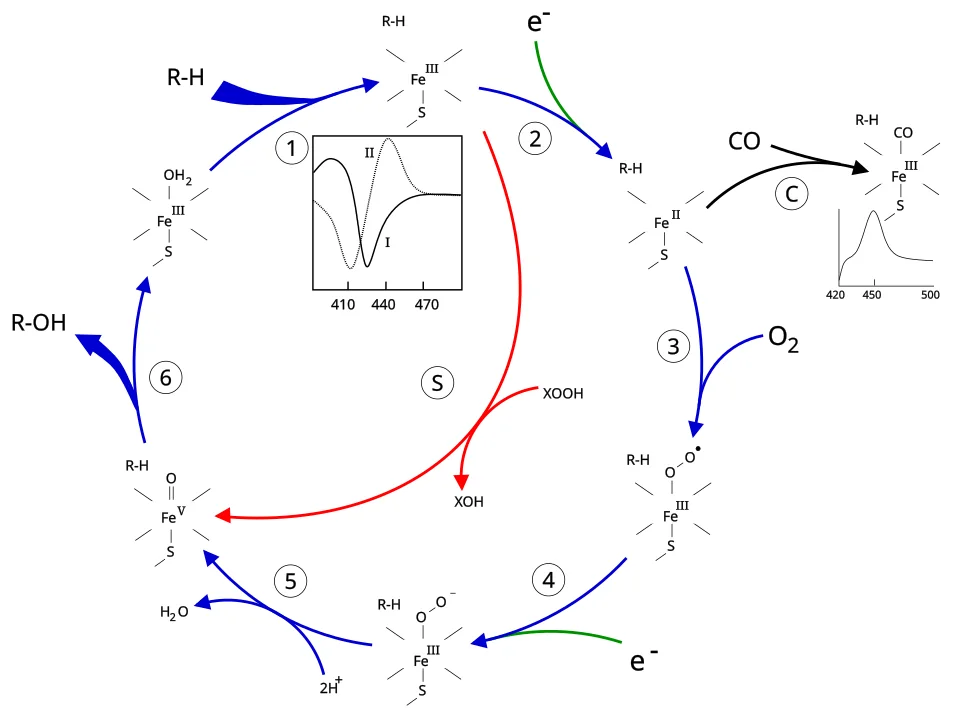 R-H
Fe III
S
e-
R-H
1
2
OH2
Fe III
S
II
I
410 440 470
R-H
Fe II
S
CO
C
R-H
CO
Fe III
S
420 450 500
R-OH
6
S
XOOH
XOH
3
O2
R-H
O
Fe V
S
R-H
O•
O
Fe III
S
5
4
H2O
2H+
R-H
O-
O
Fe III
S
e-